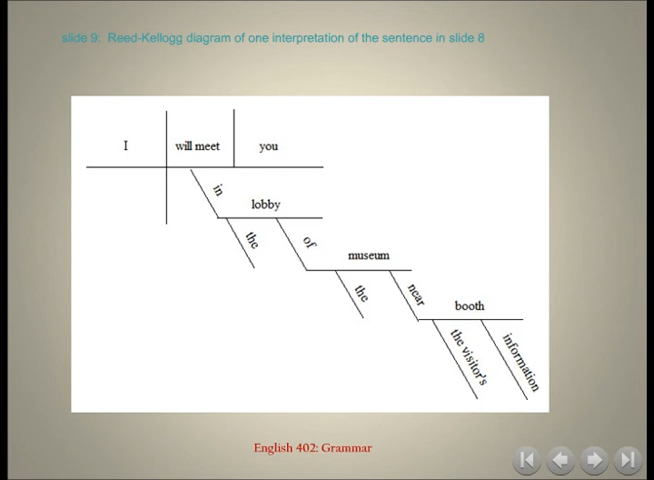 slide 9: Reed-Kellogg diagram of one interpretation of the sentence in slide 8
I will meet you
in
lobby
the
of
museum
the
near
booth
the visitor's
information
English 402: Grammar